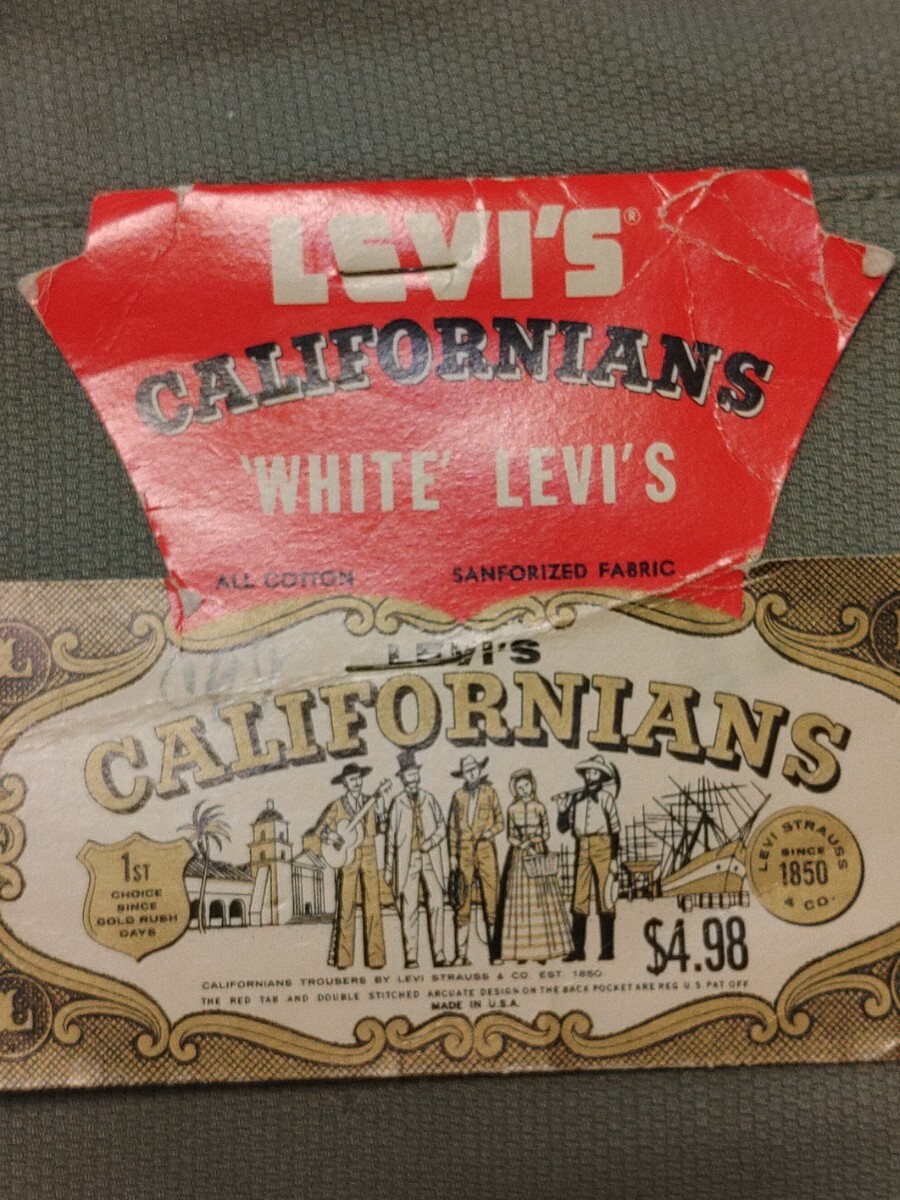 LEVI'S®
CALIFORNIANS
'WHITE' LEVI'S
ALL COTTON SANFORIZED FABRIC
LEVI'S
CALIFORNIANS
1ST
CHOICE
SINCE
GOLD RUSH
DAYS
LEVI STRAUSS
SINCE
1850
& CO.
$4.98
CALIFORNIANS TROUSERS BY LEVI STRAUSS & CO. EST. 1850
THE RED TAB AND DOUBLE STITCHED ARCUATE DESIGN ON THE BACK POCKET ARE REG U.S. PAT OFF
MADE IN U.S.A.